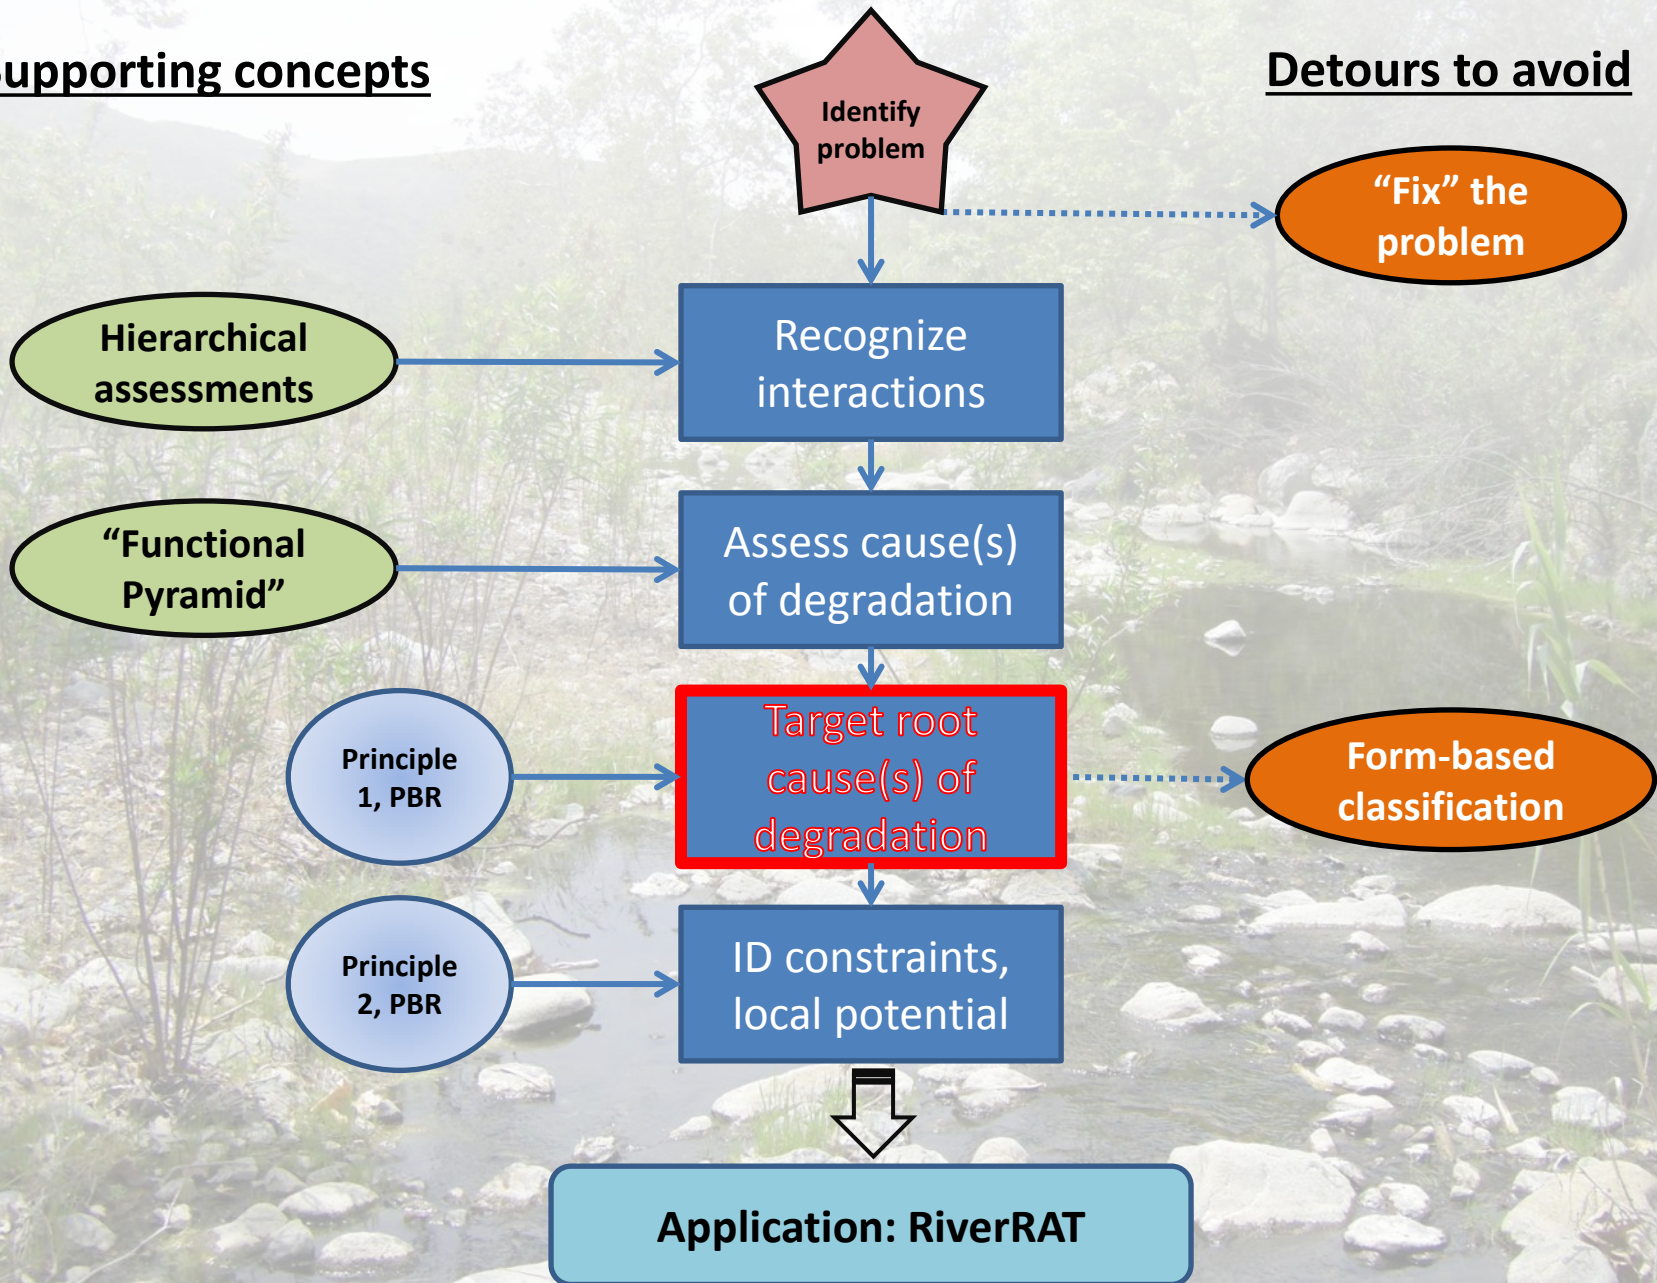 Supporting concepts
Detours to avoid
Identify
problem
“Fix” the
problem
Hierarchical
assessments
Recognize
interactions
“Functional
Pyramid”
Assess cause(s)
of degradation
Principle
1, PBR
Target root
cause(s) of
degradation
Form-based
classification
Principle
2, PBR
ID constraints,
local potential
Application: RiverRAT